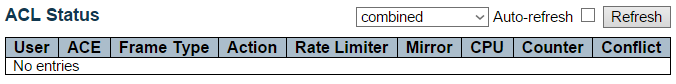 ACL Status
combined Auto-refresh Refresh
User ACE Frame Type Action Rate Limiter Mirror CPU Counter Conflict
No entries